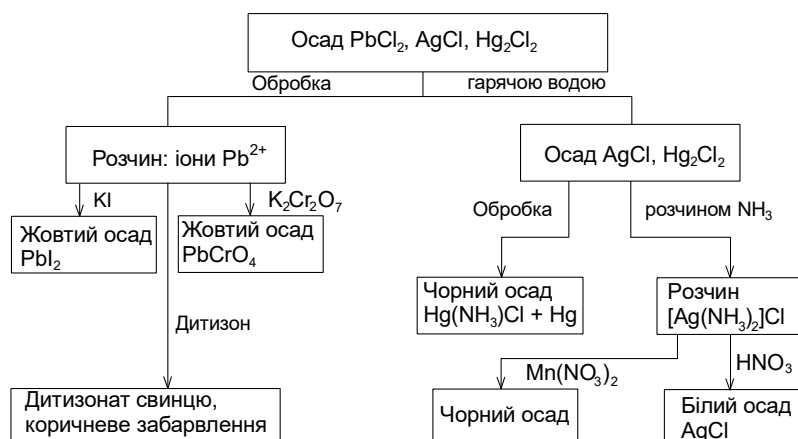 Осад PbCl₂, AgCl, Hg₂Cl₂
Обробка гарячою водою
Розчин: іони Pb²⁺
Осад AgCl, Hg₂Cl₂
KI
K₂Cr₂O₇
Обробка розчином NH₃
Жовтий осад
PbI₂
Жовтий осад
PbCrO₄
Чорний осад
Hg(NH₃)Cl + Hg
Розчин
[Ag(NH₃)₂]Cl
Дитизон
Mn(NO₃)₂
HNO₃
Дитизонат свинцю,
коричневе забарвлення
Чорний осад
Білий осад
AgCl